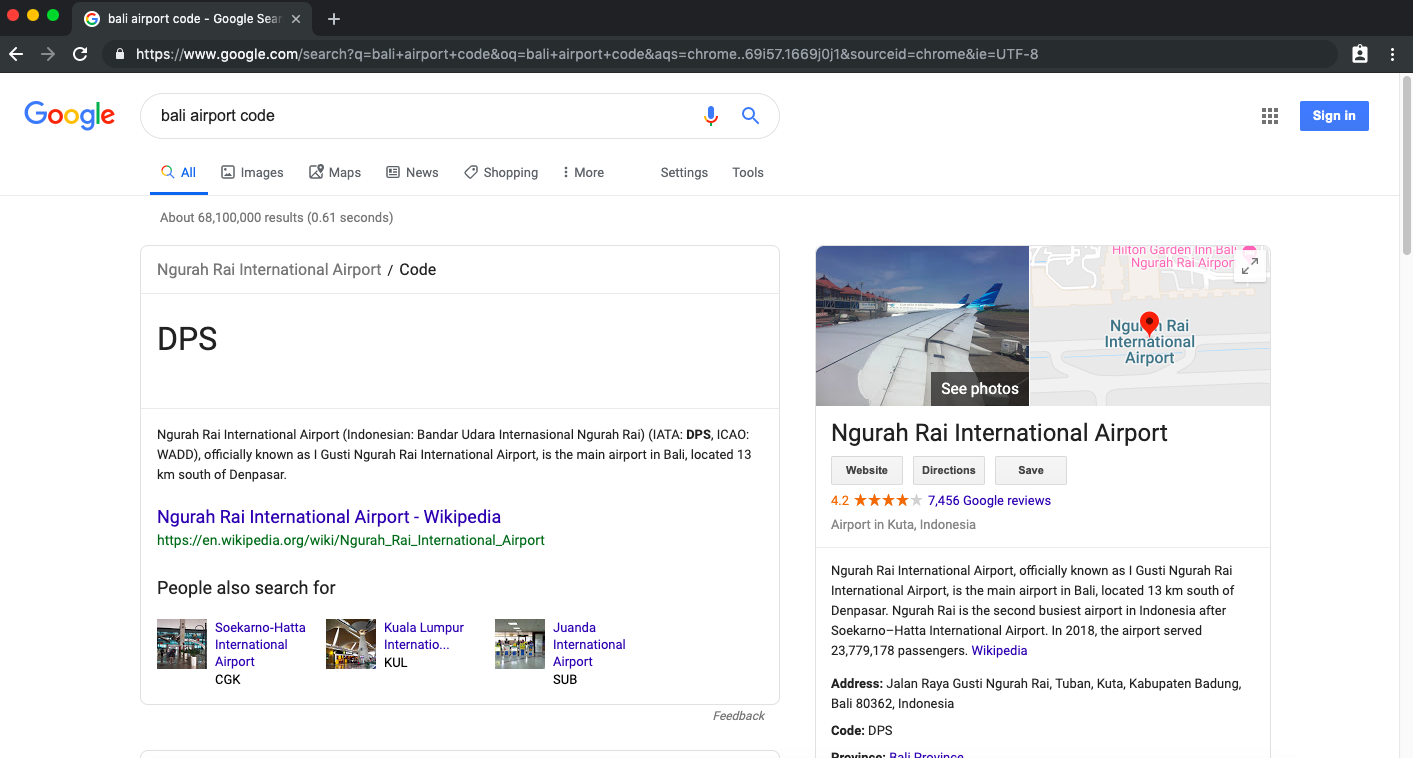 bali airport code - Google Sear
https://www.google.com/search?q=bali+airport+code&oq=bali+airport+code&aqs=chrome..69i57.1669j0j1&sourceid=chrome&ie=UTF-8
Google
bali airport code
Sign in
All
Images
Maps
News
Shopping
More
Settings
Tools
About 68,100,000 results (0.61 seconds)
Ngurah Rai International Airport / Code
DPS
Ngurah Rai International Airport (Indonesian: Bandar Udara Internasional Ngurah Rai) (IATA: DPS, ICAO:
WADD), officially known as I Gusti Ngurah Rai International Airport, is the main airport in Bali, located 13
km south of Denpasar.
Ngurah Rai International Airport - Wikipedia
https://en.wikipedia.org/wiki/Ngurah_Rai_International_Airport
People also search for
Soekarno-Hatta
International
Airport
CGK
Kuala Lumpur
Internatio...
KUL
Juanda
International
Airport
SUB
Feedback
See photos
Hilton Garden Inn Bali
Ngurah Rai Airport
Ngurah Rai
International
Airport
Ngurah Rai International Airport
Website
Directions
Save
4.2
7,456 Google reviews
Airport in Kuta, Indonesia
Ngurah Rai International Airport, officially known as I Gusti Ngurah Rai
International Airport, is the main airport in Bali, located 13 km south of
Denpasar. Ngurah Rai is the second busiest airport in Indonesia after
Soekarno–Hatta International Airport. In 2018, the airport served
23,779,178 passengers. Wikipedia
Address: Jalan Raya Gusti Ngurah Rai, Tuban, Kuta, Kabupaten Badung,
Bali 80362, Indonesia
Code: DPS
Province: Bali Province